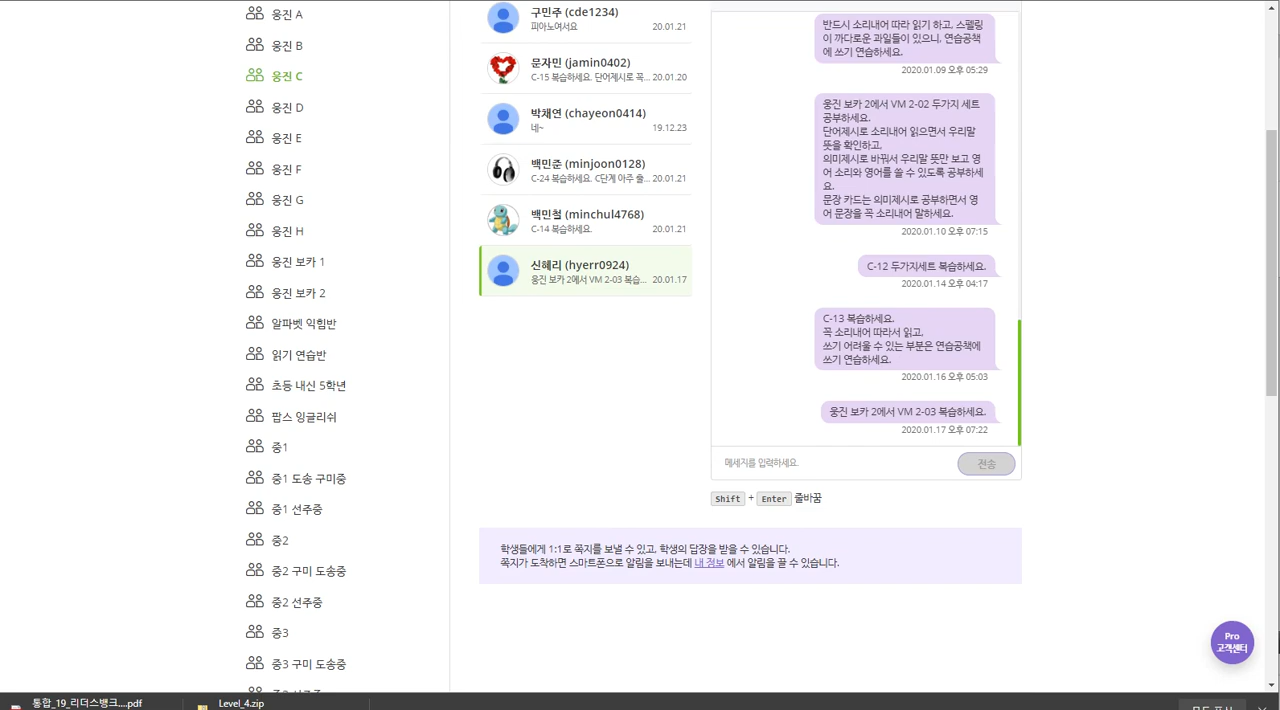 웅진 A
웅진 B
웅진 C
웅진 D
웅진 E
웅진 F
웅진 G
웅진 H
웅진 보카 1
웅진 보카 2
알파벳 익힘반
읽기 연습반
초등 내신 5학년
팝스 잉글리쉬
중1
중1 도송 구미중
중1 선주중
중2
중2 구미 도송중
중2 선주중
중3
중3 구미 도송중
구민주 (cde1234)
피아노여서요 20.01.21
문자민 (jamin0402)
C-15 복습하세요. 단어제시로 꼭... 20.01.20
박채연 (chayeon0414)
네~ 19.12.23
백민준 (minjoon0128)
C-24 복습하세요. C단계 아주 훌... 20.01.21
백민철 (minchul4768)
C-14 복습하세요. 20.01.21
신혜리 (hyerr0924)
웅진 보카 2에서 VM 2-03 복습... 20.01.17
반드시 소리내어 따라 읽기 하고, 스펠링
이 까다로운 과일들이 있으니, 연습공책
에 쓰기 연습하세요.
2020.01.09 오후 05:29
웅진 보카 2에서 VM 2-02 두가지 세트
공부하세요.
단어제시로 소리내어 읽으면서 우리말
뜻을 확인하고,
의미제시로 바꿔서 우리말 뜻만 보고 영
어 소리와 영어를 쓸 수 있도록 공부하세
요.
문장 카드는 의미제시로 공부하면서 영
어 문장을 꼭 소리내어 말하세요.
2020.01.10 오후 07:15
C-12 두가지세트 복습하세요.
2020.01.14 오후 04:17
C-13 복습하세요.
꼭 소리내어 따라서 읽고,
쓰기 어려울 수 있는 부분은 연습공책에
쓰기 연습하세요.
2020.01.16 오후 05:03
웅진 보카 2에서 VM 2-03 복습하세요.
2020.01.17 오후 07:22
메세지를 입력하세요. 전송
Shift + Enter 줄바꿈
학생들에게 1:1로 쪽지를 보낼 수 있고, 학생의 답장을 받을 수 있습니다.
쪽지가 도착하면 스마트폰으로 알림을 보내는데 내 정보 에서 알림을 끌 수 있습니다.
Pro
고객센터
통합_19_리더스뱅크....pdf
Level_4.zip